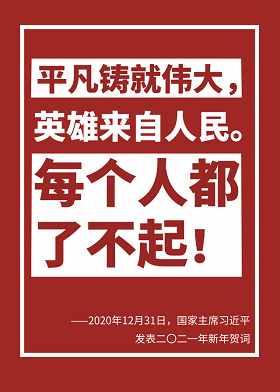 平凡铸就伟大，
英雄来自人民。
每个人都
了不起！
——2020年12月31日，国家主席习近平
发表二〇二一年新年贺词